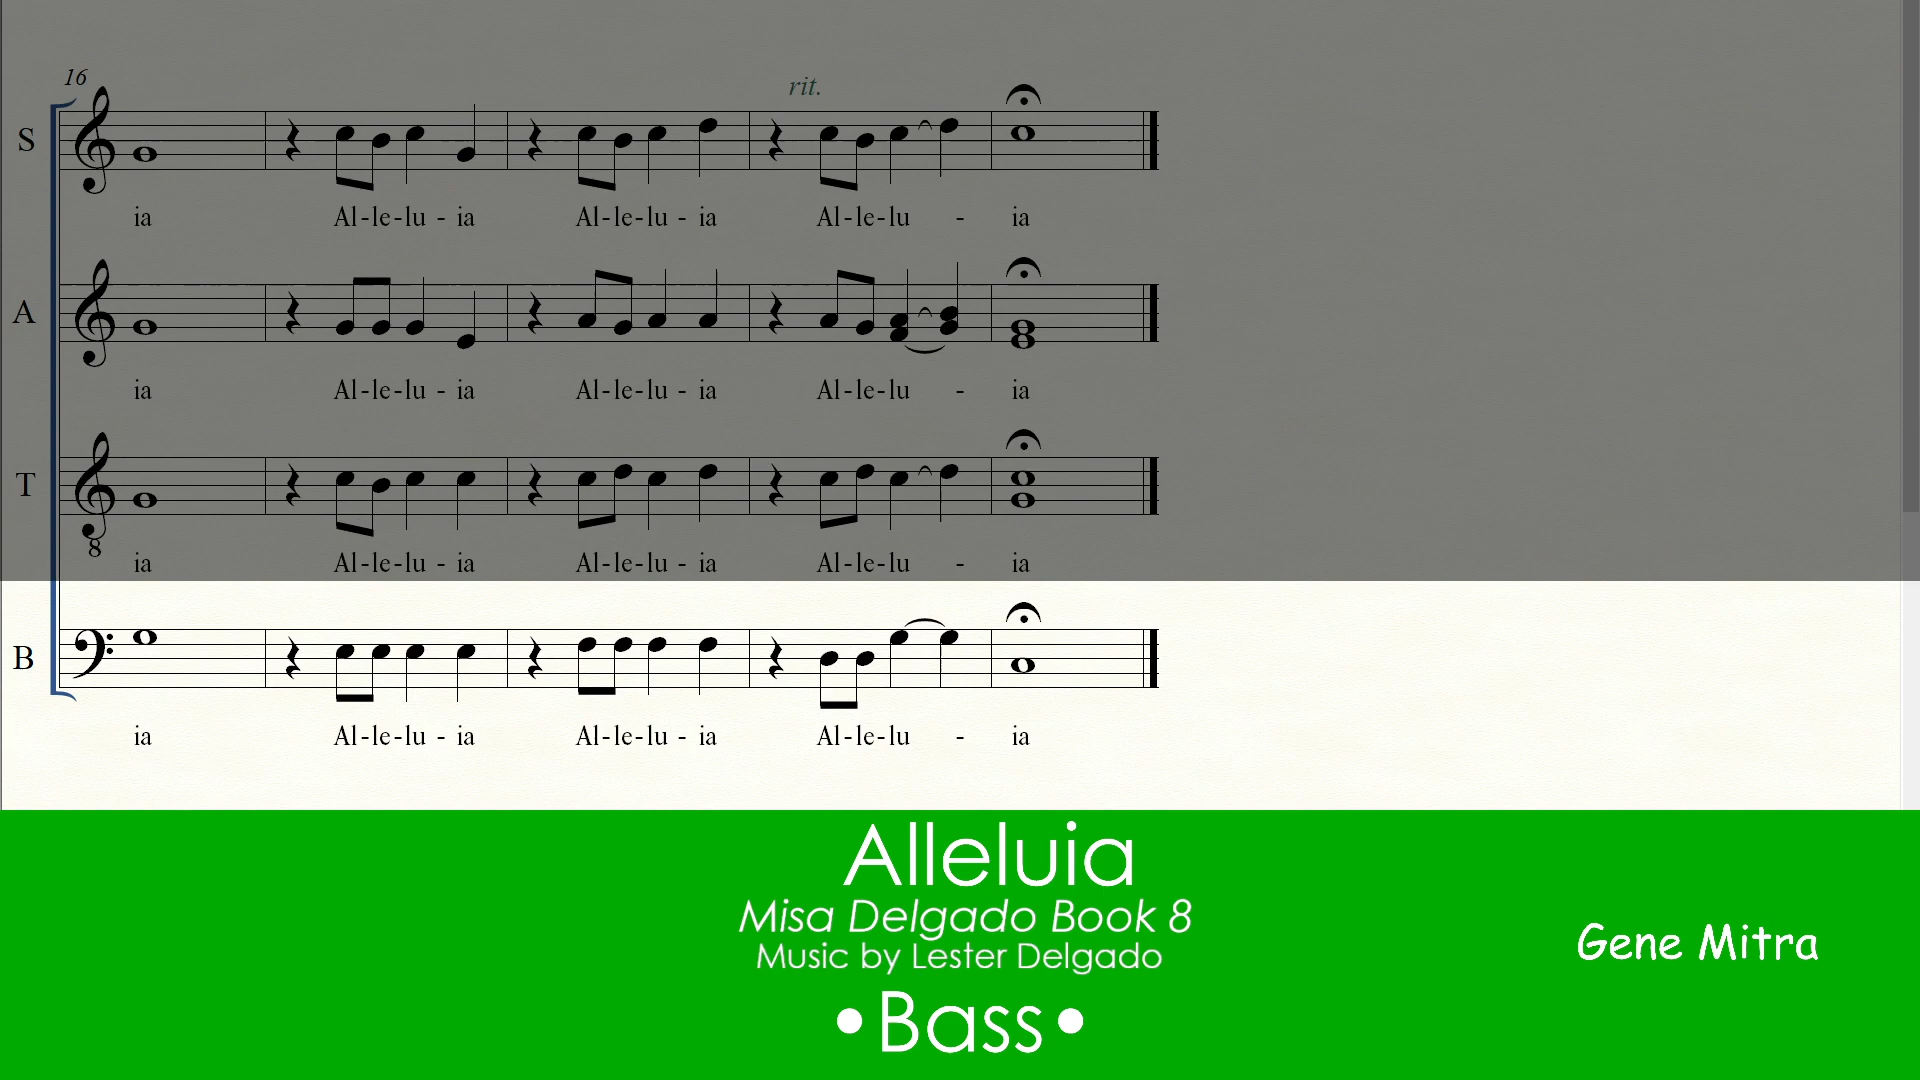 16
rit.
S
ia Al-le-lu - ia Al-le-lu - ia Al-le-lu - ia
A
ia Al-le-lu - ia Al-le-lu - ia Al-le-lu - ia
T
8
ia Al-le-lu - ia Al-le-lu - ia Al-le-lu - ia
B
ia Al-le-lu - ia Al-le-lu - ia Al-le-lu - ia
Alleluia
Misa Delgado Book 8
Music by Lester Delgado
Gene Mitra
•Bass•